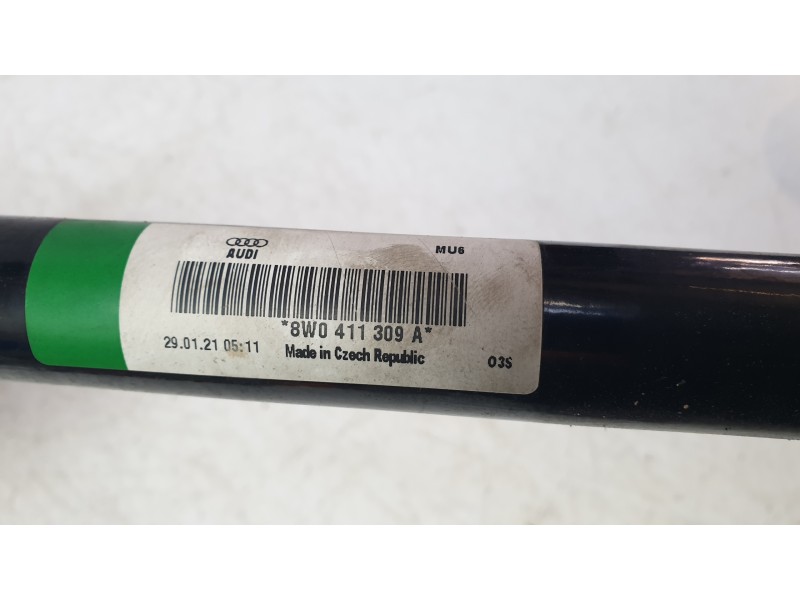 AUDI MU6
*8W0 411 309 A*
29.01.21 05:11 Made in Czech Republic 03S